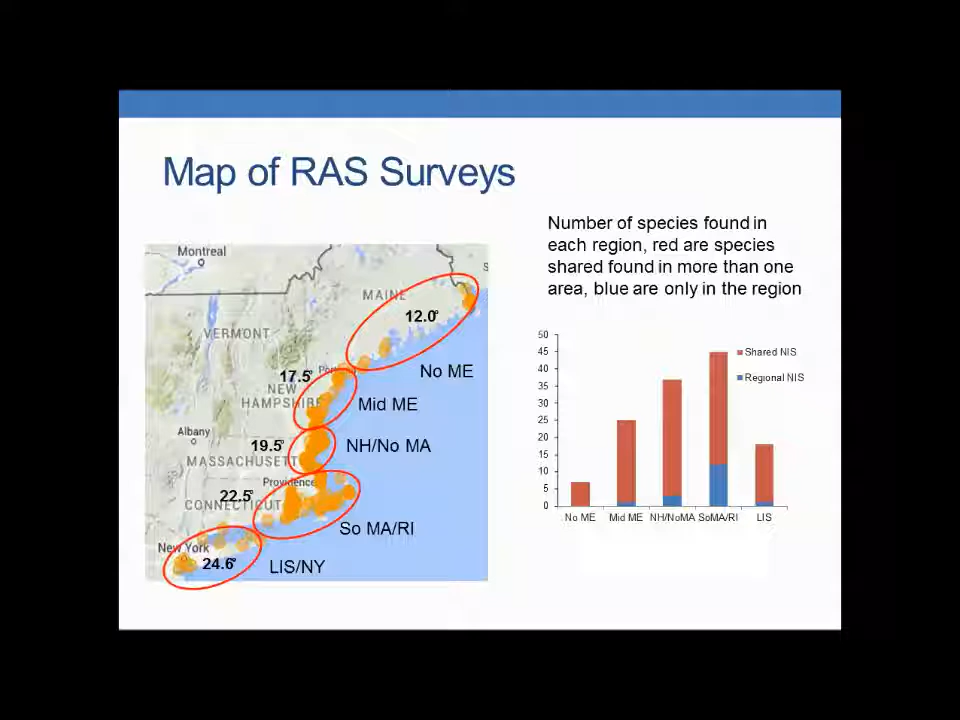 Map of RAS Surveys
Number of species found in
each region, red are species
shared found in more than one
area, blue are only in the region
Montreal
S
MAINE
12.0°
VERMONT
No ME
17.5°
NEW
HAMPSHIRE
Mid ME
Albany
19.5°
NH/No MA
MASSACHUSETT
Providence
22.5°
CONNECTICUT
So MA/RI
New York
24.6°
LIS/NY
50
45
40
35
30
25
20
15
10
5
0
Shared NIS
Regional NIS
No ME
Mid ME
NH/NoMA
SoMA/RI
LIS